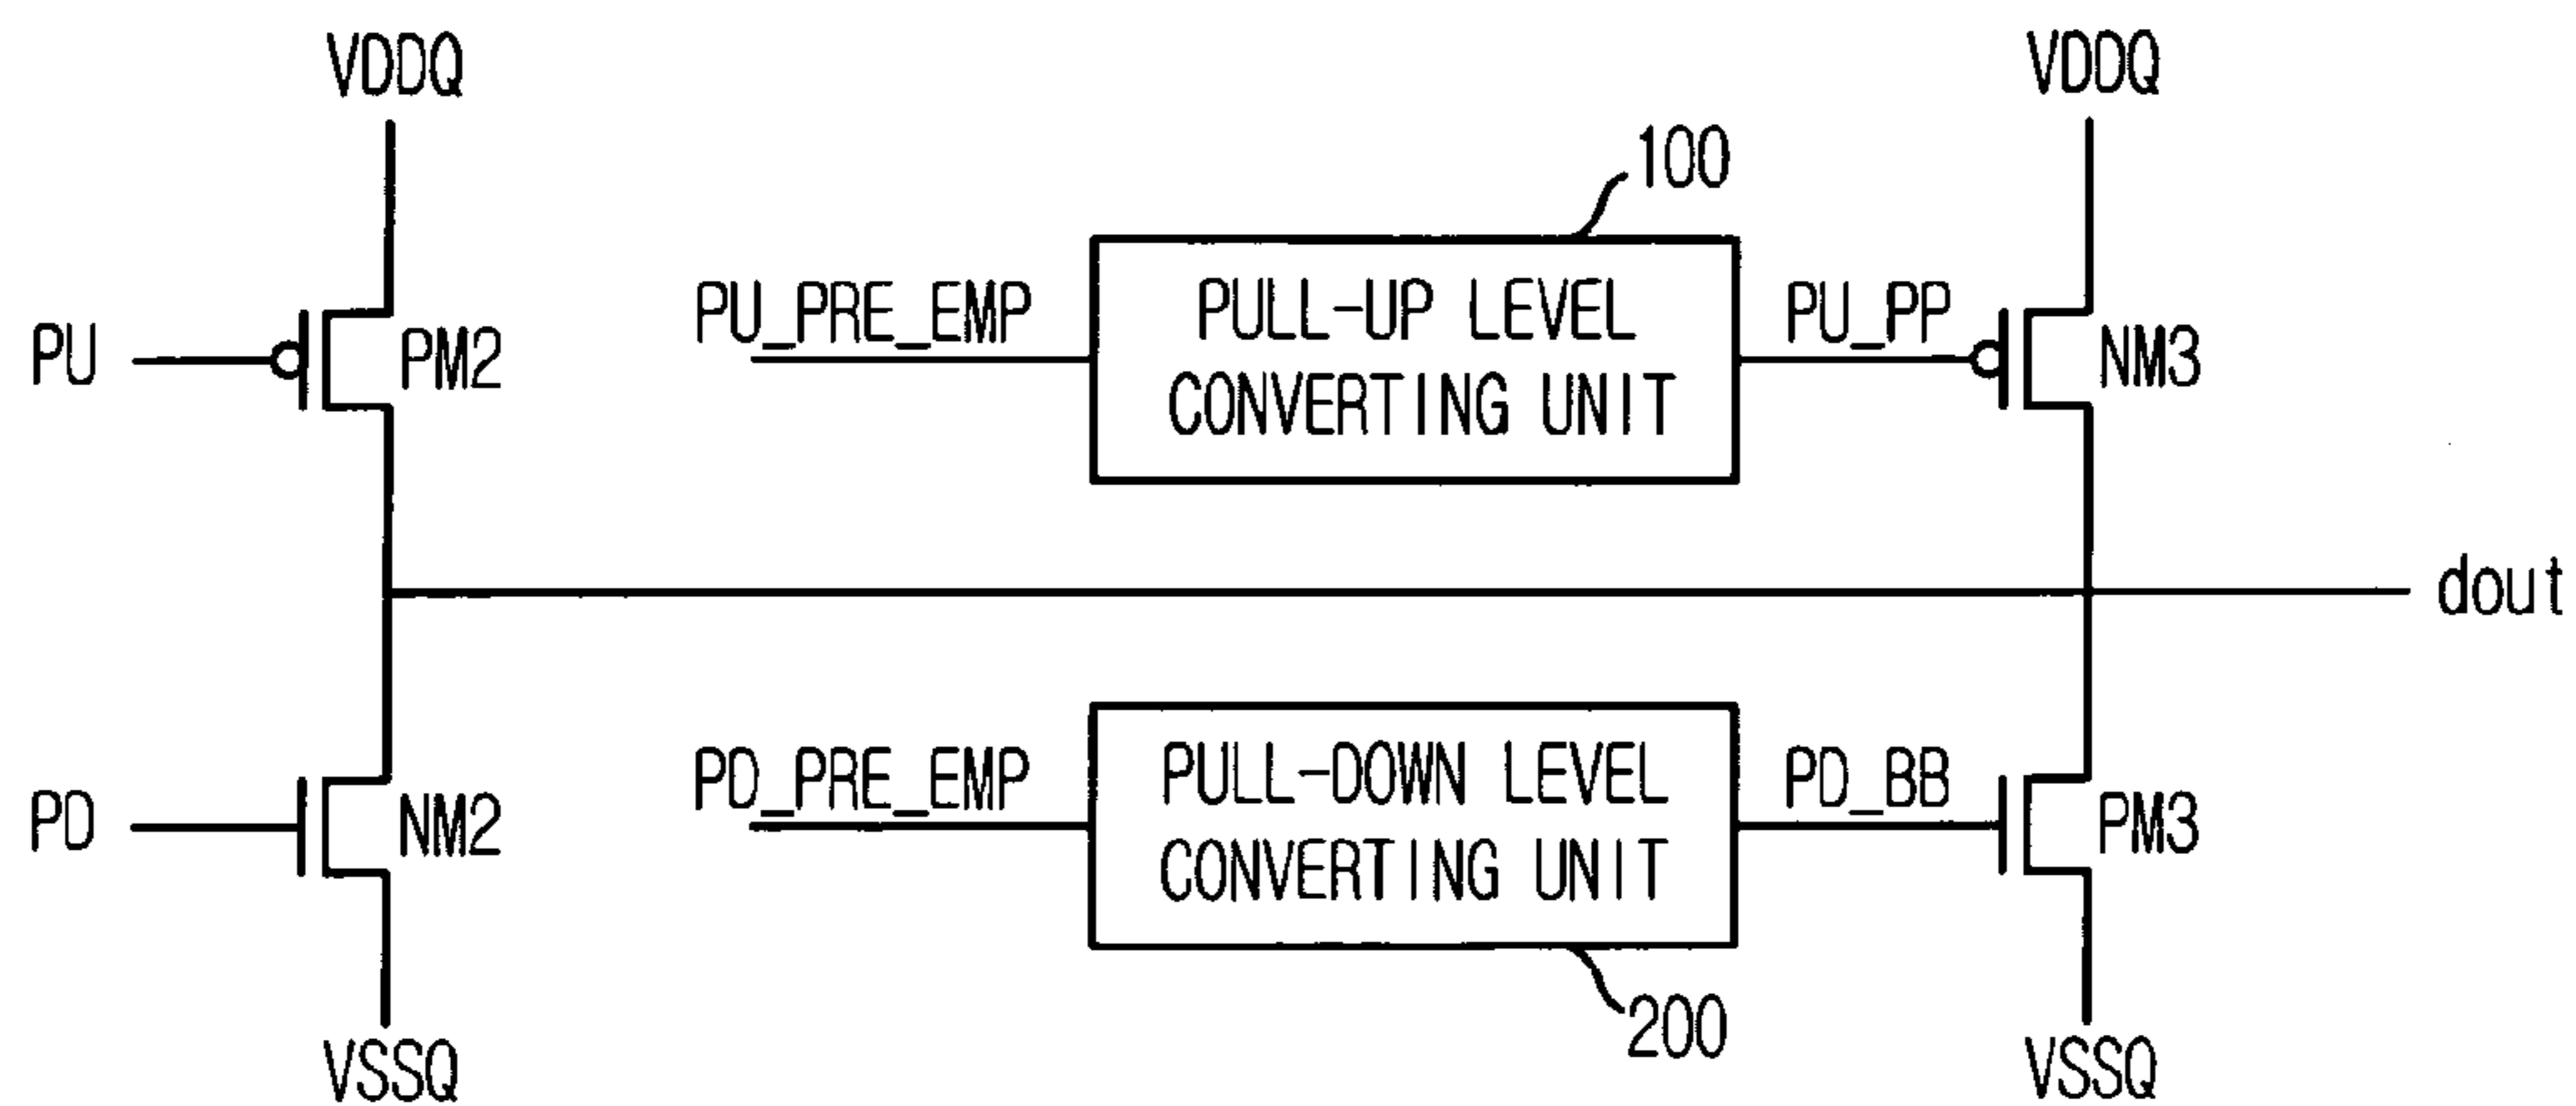 VDDQ
VDDQ
100
PU
PM2
PU_PRE_EMP
PULL-UP LEVEL
CONVERTING UNIT
PU_PP
NM3
dout
PD
NM2
PD_PRE_EMP
PULL-DOWN LEVEL
CONVERTING UNIT
PD_BB
PM3
200
VSSQ
VSSQ